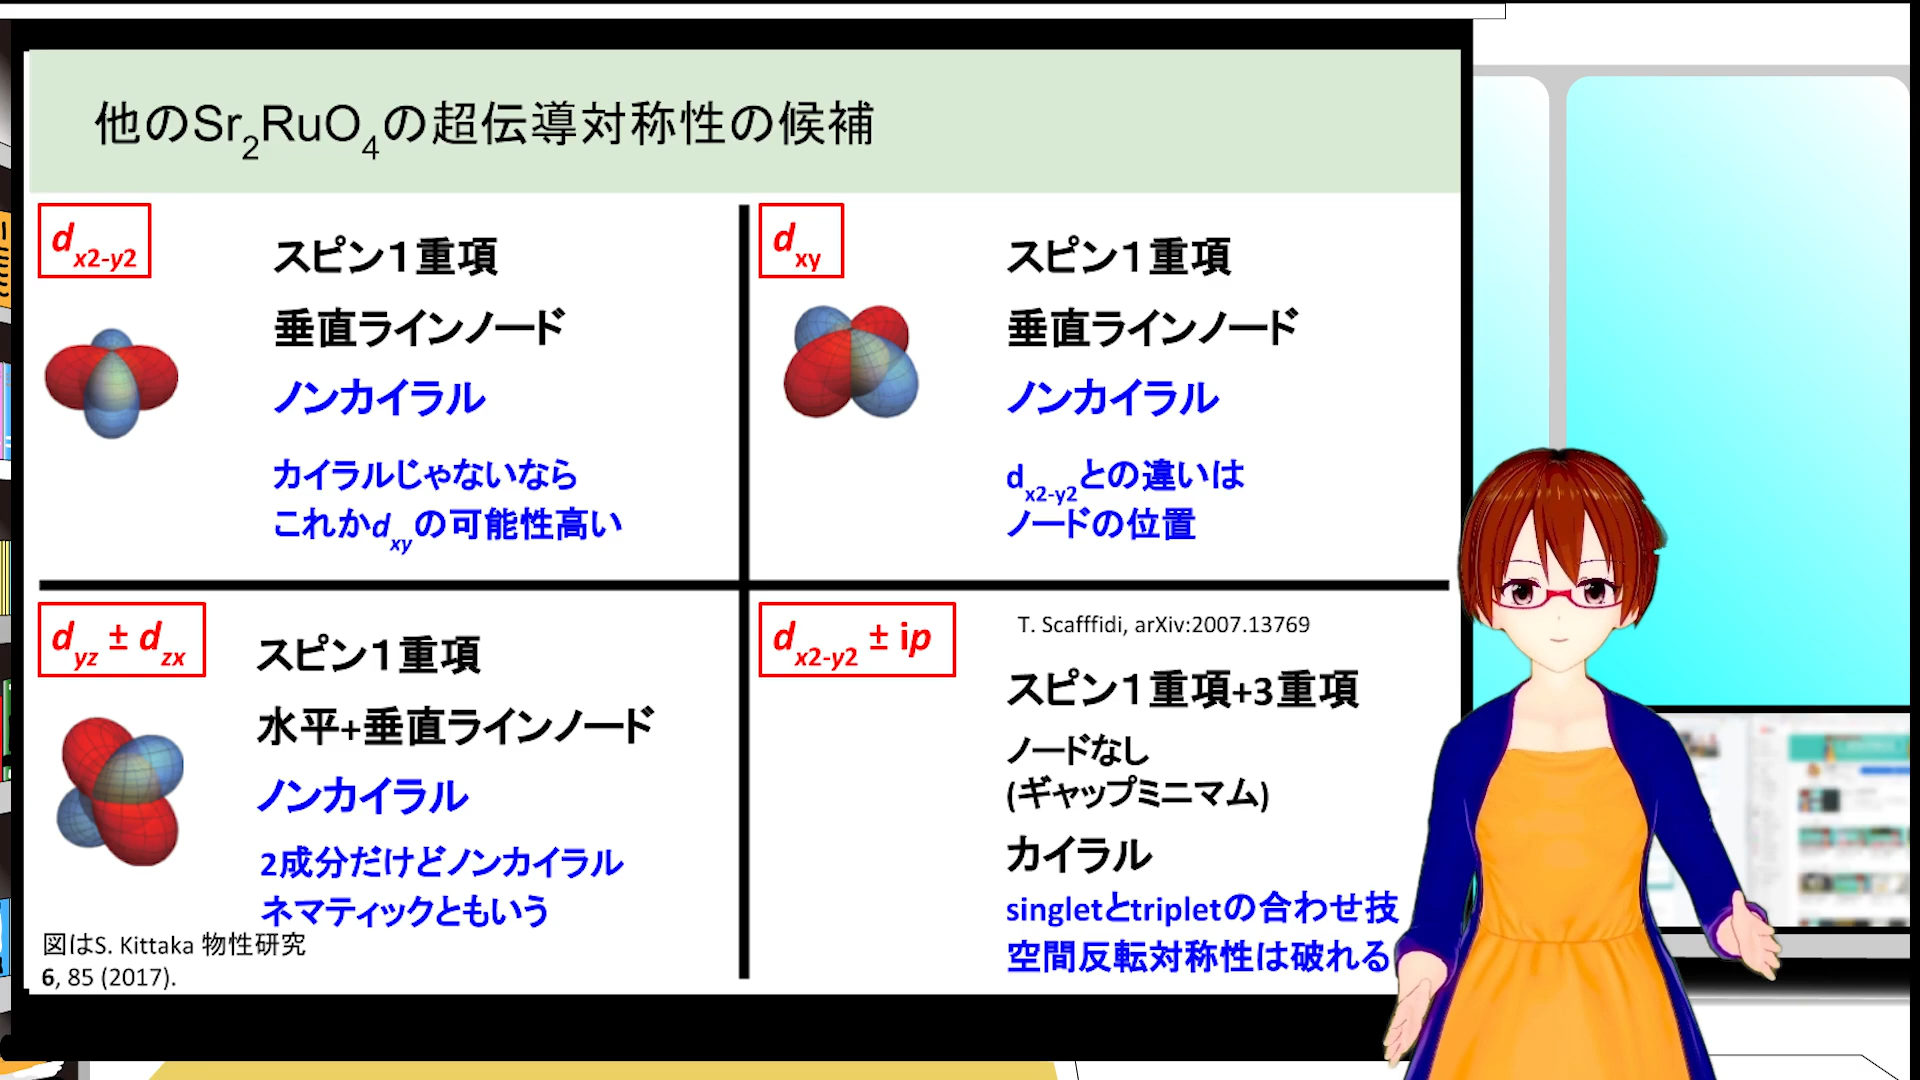 他のSr2RuO4の超伝導対称性の候補
dx2-y2
スピン1重項
垂直ラインノード
ノンカイラル
カイラルじゃないなら
これかdxyの可能性高い
dxy
スピン1重項
垂直ラインノード
ノンカイラル
dx2-y2との違いは
ノードの位置
dyz ± dzx
スピン1重項
水平+垂直ラインノード
ノンカイラル
2成分だけどノンカイラル
ネマティックともいう
図はS. Kittaka 物性研究
6, 85 (2017).
dx2-y2 ± ip
T. Scafffidi, arXiv:2007.13769
スピン1重項+3重項
ノードなし
(ギャップミニマム)
カイラル
singletとtripletの合わせ技
空間反転対称性は破れる